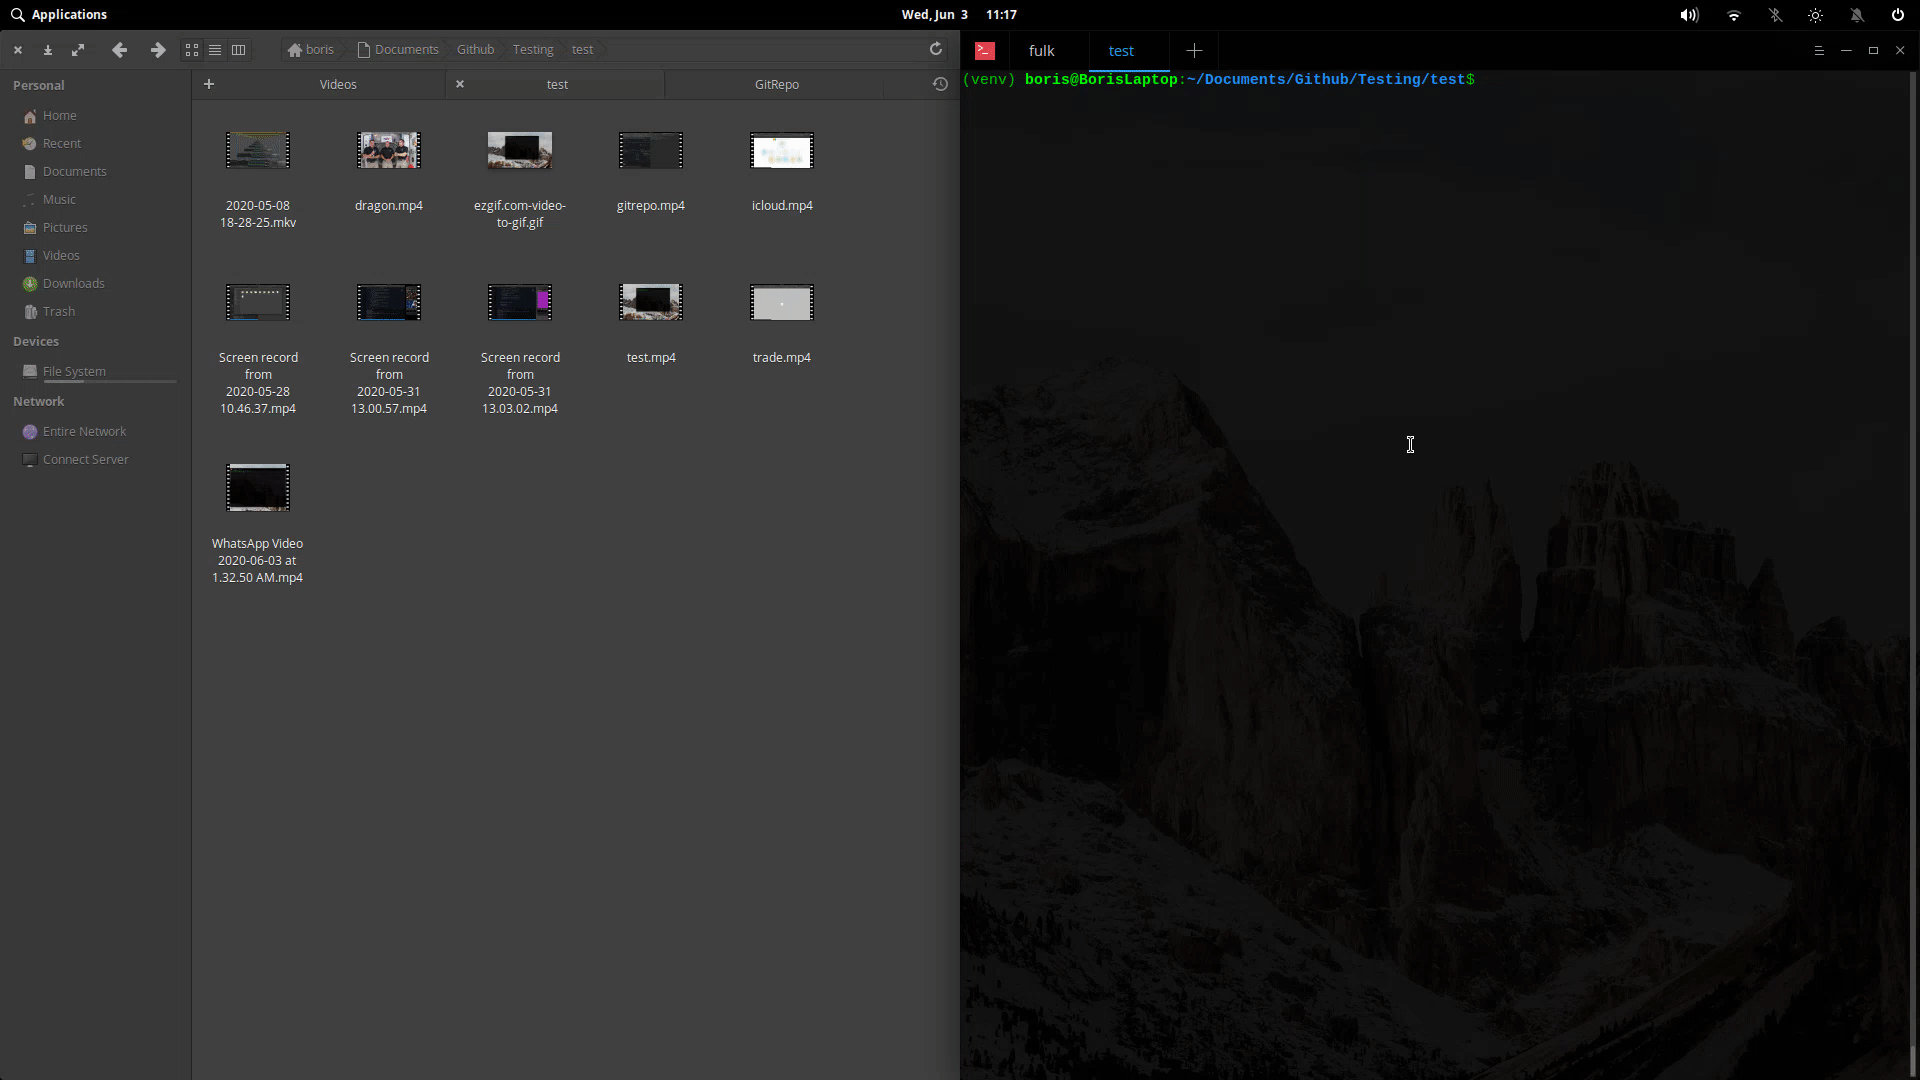 Applications
Wed, Jun 3 11:17
boris Documents Github Testing test
fulk test
Videos test GitRepo
(venv) boris@BorisLaptop:~/Documents/Github/Testing/test$
Personal
Home
Recent
Documents
Music
Pictures
Videos
Downloads
Trash
Devices
File System
Network
Entire Network
Connect Server
2020-05-08
18-28-25.mkv
dragon.mp4
ezgif.com-video-
to-gif.gif
gitrepo.mp4
icloud.mp4
Screen record
from
2020-05-28
10.46.37.mp4
Screen record
from
2020-05-31
13.00.57.mp4
Screen record
from
2020-05-31
13.03.02.mp4
test.mp4
trade.mp4
WhatsApp Video
2020-06-03 at
1.32.50 AM.mp4